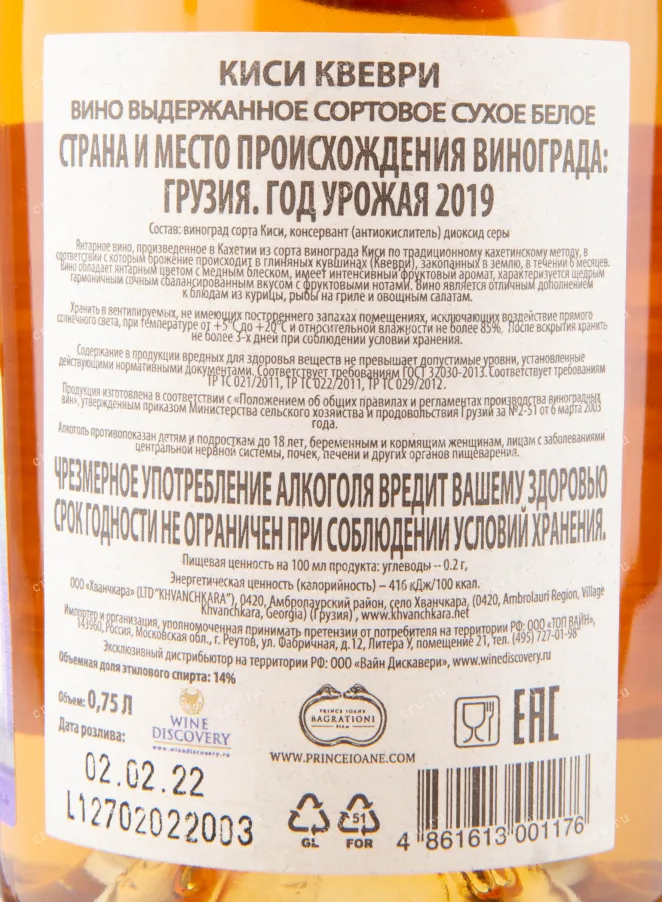 КИСИ КВЕВРИ
ВИНО ВЫДЕРЖАННОЕ СОРТОВОЕ СУХОЕ БЕЛОЕ
СТРАНА И МЕСТО ПРОИСХОЖДЕНИЯ ВИНОГРАДА:
ГРУЗИЯ. ГОД УРОЖАЯ 2019
Состав: виноград сорта Киси, консервант (антиокислитель) диоксид серы
Янтарное вино, произведенное в Кахетии из сорта винограда Киси по традиционному кахетинскому методу, в
соответствии с которым брожение происходит в глиняных кувшинах (Квеври), закопанных в землю, в течении 6 месяцев.
Вино обладает янтарным цветом с медным блеском, имеет интенсивный фруктовый аромат, характеризуется щедрым
гармоничным сочным сбалансированным вкусом с фруктовыми нотами. Вино является отличным дополнением
к блюдам из курицы, рыбы на гриле и овощным салатам.
Хранить в вентилируемых, не имеющих постореннего запахах помещениях, исключающих воздействие прямого
солнечного света, при температуре от +5°С до +20°С и относительной влажности не более 85%. После вскрытия хранить
не более 3-х дней при соблюдении условий хранения.
Содержание в продукции вредных для здоровья веществ не превышает допустимые уровни, установленные
действующими нормативными документами. Соответствует требованиям ГОСТ 32030-2013. Соответствует требованиям
ТР ТС 021/2011, ТР ТС 022/2011, ТР ТС 029/2012.
Продукция изготовлена в соответствии с «Положением об общих правилах и регламентах производства виноградных
вин», утвержденным приказом Министерства сельского хозяйства и продовольствия Грузии за №2-51 от 6 марта 2003
года.
Алкоголь противопоказан детям и подросткам до 18 лет, беременным и кормящим женщинам, лицам с заболеваниями
центральной нервной системы, почек, печени и других органов пищеварения.
ЧРЕЗМЕРНОЕ УПОТРЕБЛЕНИЕ АЛКОГОЛЯ ВРЕДИТ ВАШЕМУ ЗДОРОВЬЮ
СРОК ГОДНОСТИ НЕ ОГРАНИЧЕН ПРИ СОБЛЮДЕНИИ УСЛОВИЙ ХРАНЕНИЯ.
Пищевая ценность на 100 мл продукта: углеводы -- 0.2 г,
Энергетическая ценность (калорийность) – 416 кДж/100 ккал.
ООО «Хванчкара» (LTD "KHVANCHKARA"), 0420, Амбролаурский район, село Хванчкара, (0420, Ambrolauri Region, Village
Khvanchkara, Georgia) (Грузия) , www.khvanchkara.net
Импортер и организация, уполномоченная принимать претензии от потребителя на территории РФ: ООО «ТОП ВАЙН»,
143960, Россия, Московская обл., г. Реутов, ул. Фабричная, д.12, Литера У, помещение 21, тел. (495) 727-01-98
Эксклюзивный дистрибьютор на территории РФ: ООО «Вайн Дискавери», www.winediscovery.ru
Объемная доля этилового спирта: 14%
Объем: 0,75 Л
Дата розлива:
WINE
DISCOVERY
www.winediscovery.ru
PRINCE IOANE
BAGRATIONI
WWW.PRINCEIOANE.COM
EAC
02.02.22
L12702022003
GL
51
FOR
4 861613 001176